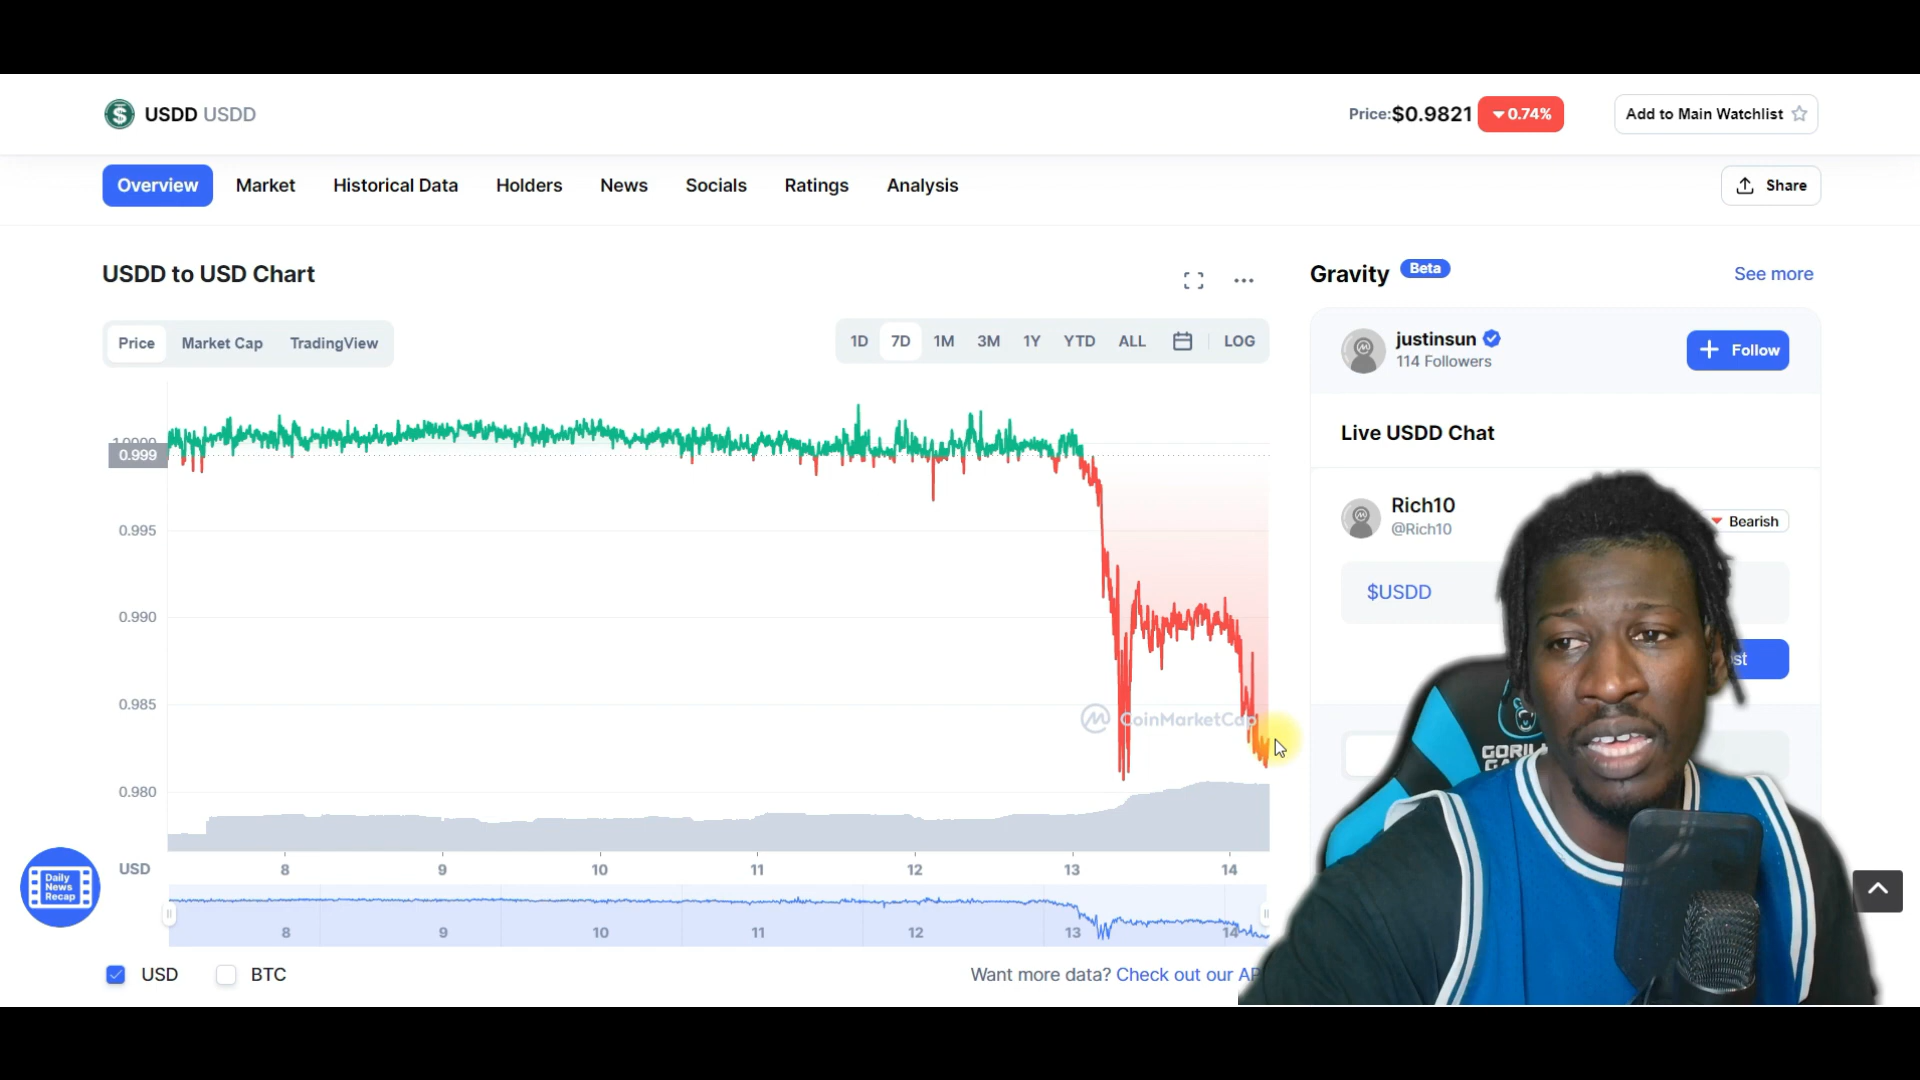 USDD USDD
Price:$0.9821 0.74%
Add to Main Watchlist
Overview Market Historical Data Holders News Socials Ratings Analysis
Share
USDD to USD Chart
Gravity Beta See more
Price Market Cap TradingView
1D 7D 1M 3M 1Y YTD ALL LOG
justinsun
114 Followers
Follow
Live USDD Chat
Rich10
@Rich10
Bearish
$USDD
1.0000
0.999
0.995
0.990
0.985
0.980
CoinMarketCap
USD 8 9 10 11 12 13 14
8 9 10 11 12 13 14
Daily
News
Recap
USD BTC
Want more data? Check out our